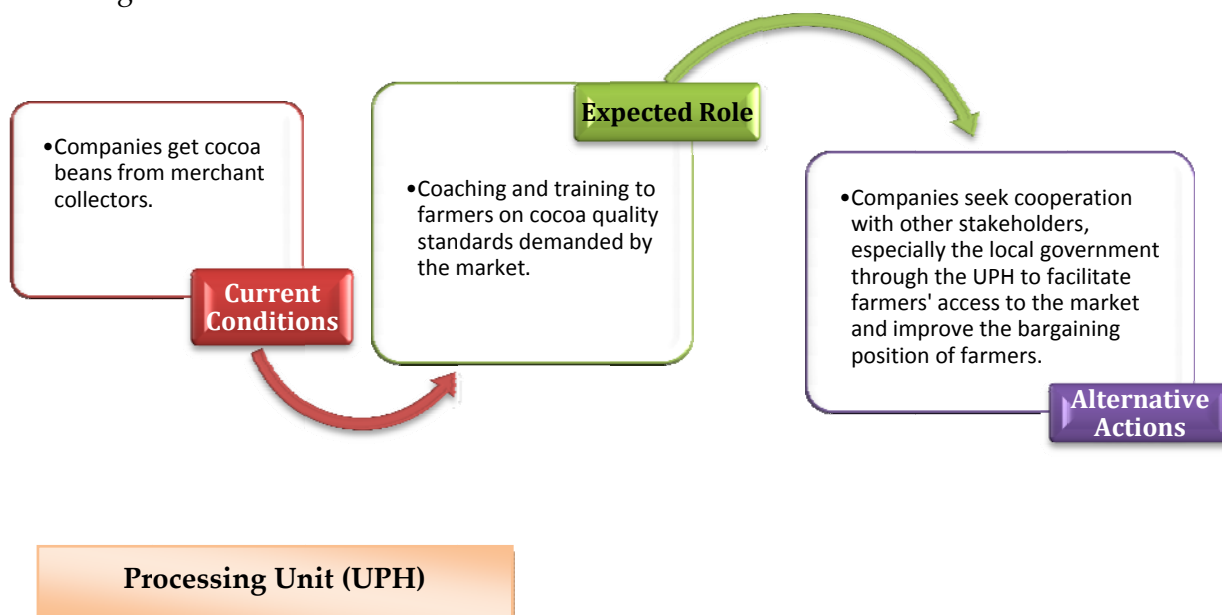 •Companies get cocoa
beans from merchant
collectors.
Current
Conditions
Expected Role
•Coaching and training to
farmers on cocoa quality
standards demanded by
the market.
•Companies seek cooperation
with other stakeholders,
especially the local government
through the UPH to facilitate
farmers' access to the market
and improve the bargaining
position of farmers.
Alternative
Actions
Processing Unit (UPH)